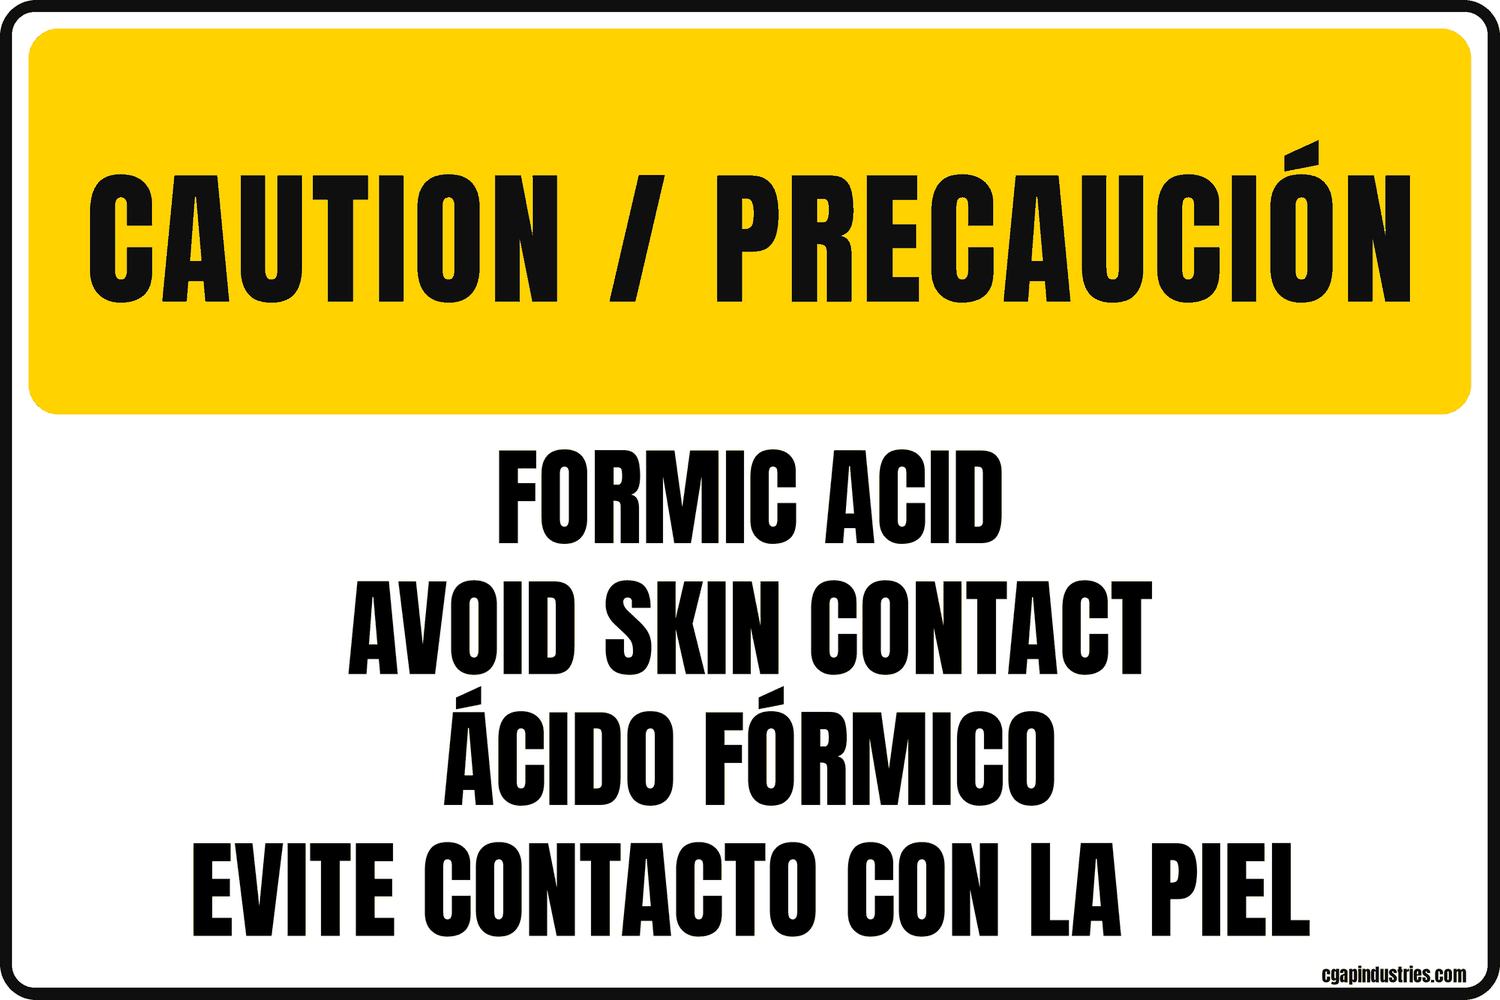 CAUTION / PRECAUCIÓN
FORMIC ACID
AVOID SKIN CONTACT
ÁCIDO FÓRMICO
EVITE CONTACTO CON LA PIEL
cgapindustries.com